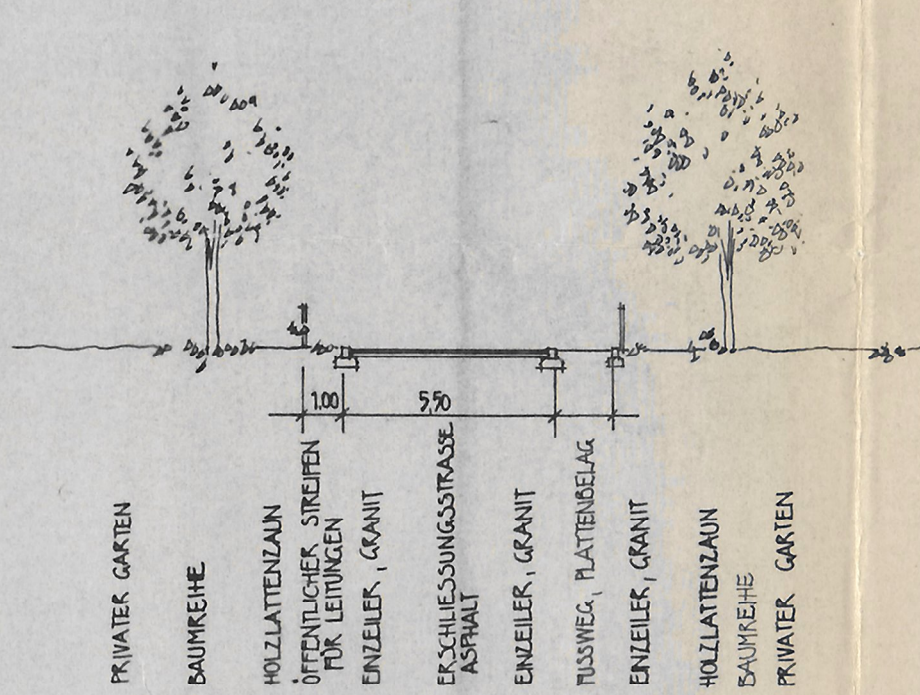 1.00
5,50
PRIVATER GARTEN
BAUMREIHE
HOLZLATTENZAUN
ÖFFENTLICHER STREIFEN
FÜR LEITUNGEN
EINZEILER, GRANIT
ERSCHLIESSUNGSSTRASSE
ASPHALT
EINZEILER, GRANIT
FUSSWEG, PLATTENBELAG
EINZEILER, GRANIT
HOLZLATTENZAUN
BAUMREIHE
PRIVATER GARTEN